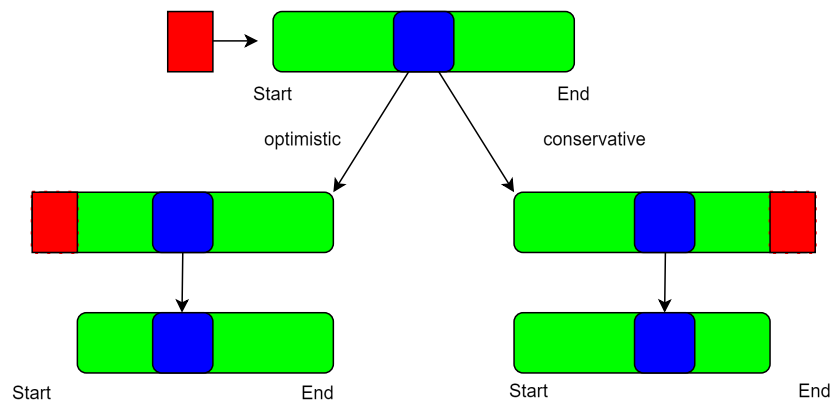 Start
End
optimistic
conservative
Start
End
Start
End